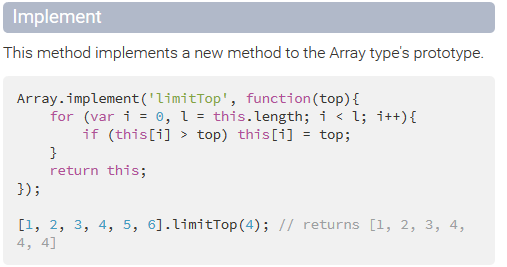 Implement
This method implements a new method to the Array type's prototype.
Array.implement('limitTop', function(top){
    for (var i = 0, l = this.length; i < l; i++){
        if (this[i] > top) this[i] = top;
    }
    return this;
});
[1, 2, 3, 4, 5, 6].limitTop(4); // returns [1, 2, 3, 4,
4, 4]